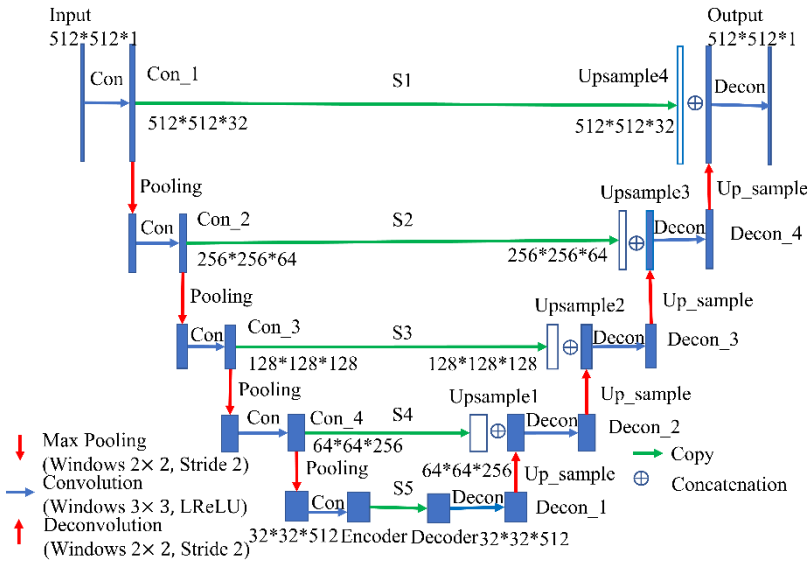 Input
Output
512*512*1
512*512*1
Con
Con_1
S1
Upsample4
Decon
512*512*32
512*512*32
Pooling
Upsample3
Up_sample
Con
Con_2
S2
Decon
Decon_4
256*256*64
256*256*64
Pooling
Upsample2
Up_sample
Con
Con_3
S3
Decon
Decon_3
128*128*128
128*128*128
Pooling
Upsample1
Up_sample
Con
Con_4
S4
Decon
Decon_2
64*64*256
Pooling
64*64*256
Up_sample
Con
S5
Decon
Decon_1
32*32*512
Encoder
Decoder
32*32*512
Max Pooling
(Windows 2× 2, Stride 2)
Convolution
(Windows 3× 3, LReLU)
Deconvolution
(Windows 2× 2, Stride 2)
Copy
Concatcnation